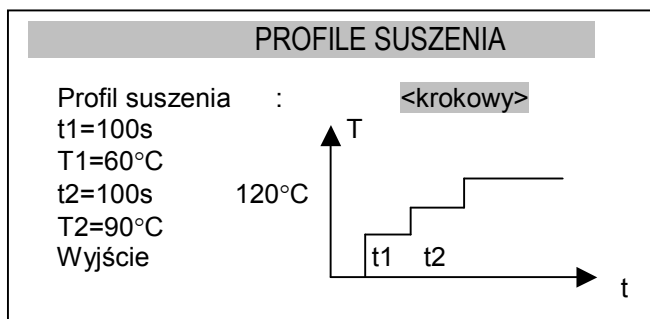 PROFILE SUSZENIA
Profil suszenia : <krokowy>
t1=100s
T
T1=60°C
t2=100s 120°C
T2=90°C
Wyjście t1 t2
t